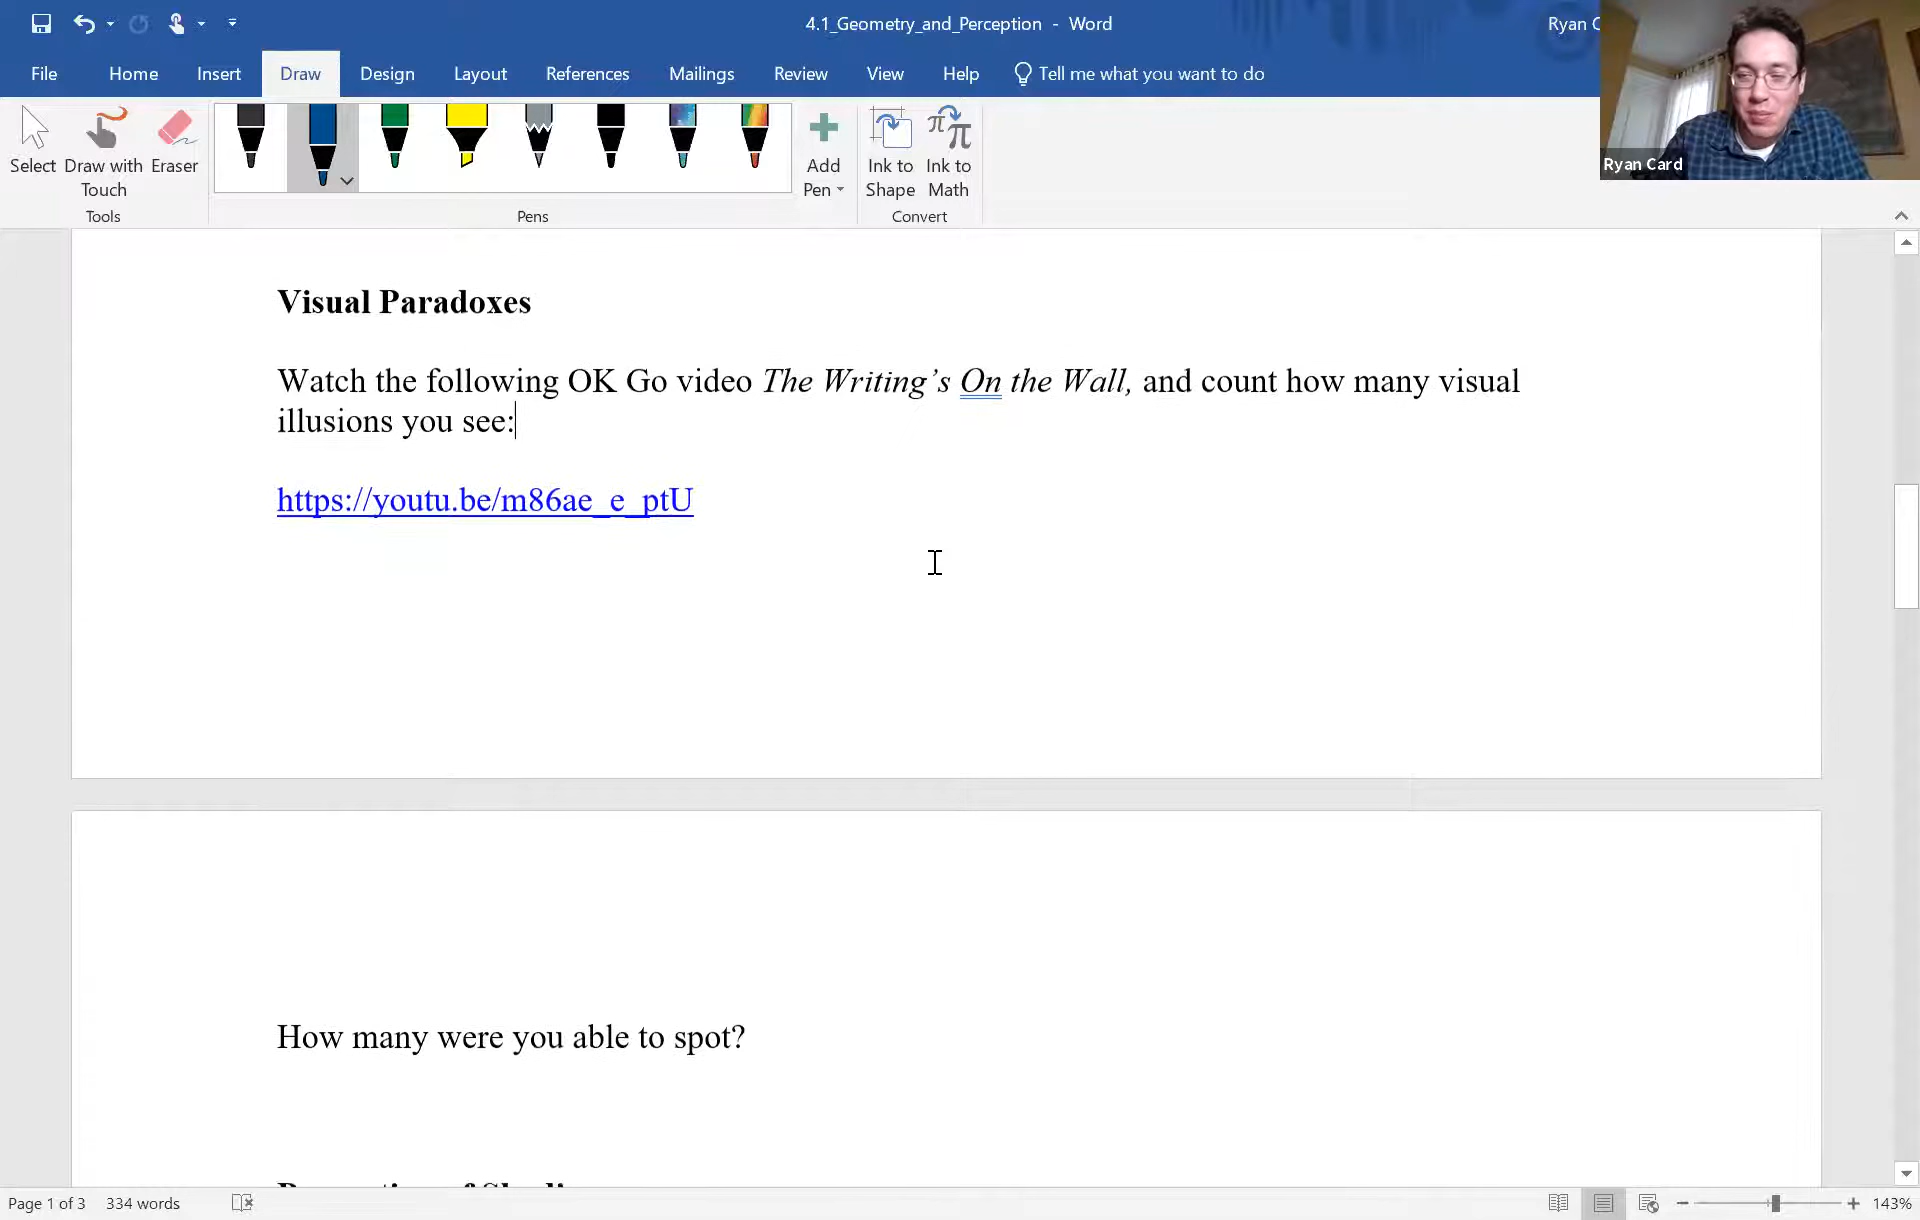 4.1_Geometry_and_Perception - Word
Ryan C
File Home Insert Draw Design Layout References Mailings Review View Help Tell me what you want to do
Select
Draw with Touch
Eraser
Tools
Pens
Add Pen
Ink to Shape
Ink to Math
Convert
Ryan Card
Visual Paradoxes
Watch the following OK Go video The Writing’s On the Wall, and count how many visual
illusions you see:
https://youtu.be/m86ae_e_ptU
How many were you able to spot?
Page 1 of 3 334 words
143%